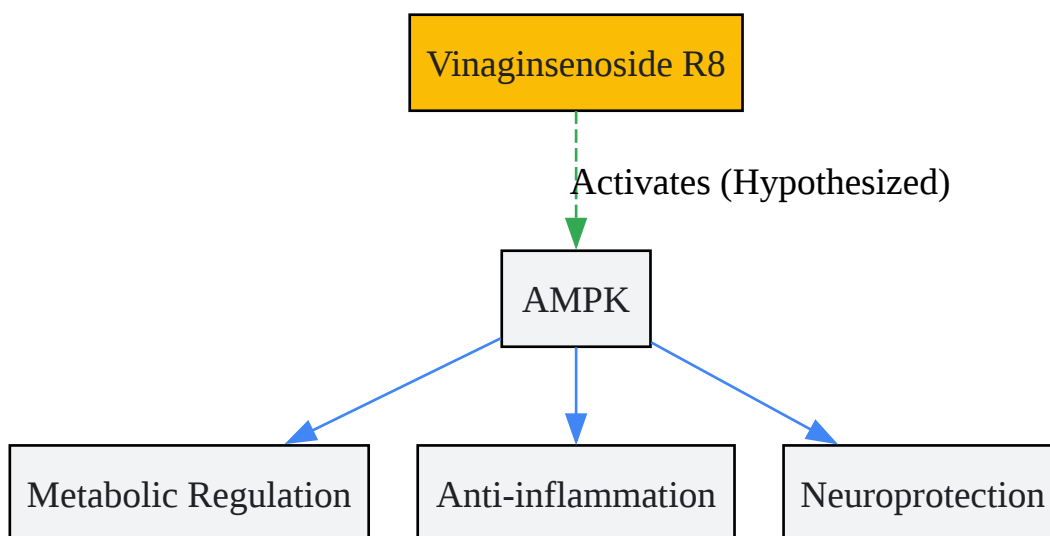 Vinaginsenoside R8
Activates (Hypothesized)
AMPK
Metabolic Regulation
Anti-inflammation
Neuroprotection